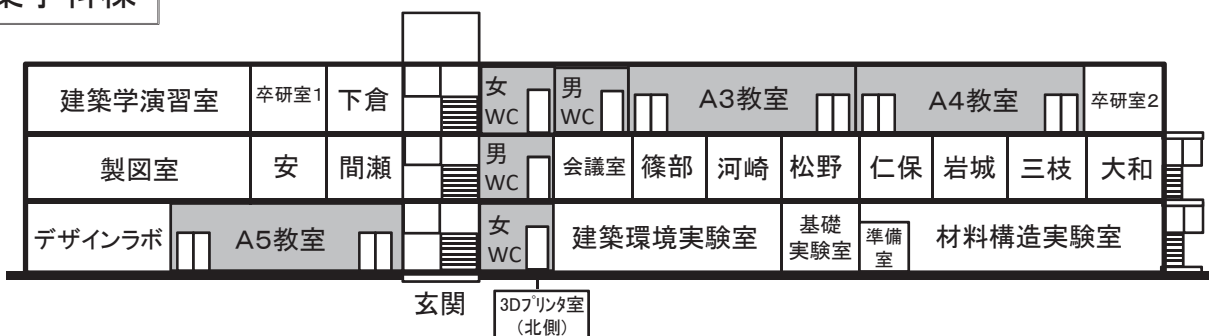 建築学演習室 卒研室1 下倉 女 WC 男 WC A3教室 A4教室 卒研室2
製図室 安 間瀬 男 WC 会議室 篠部 河崎 松野 仁保 岩城 三枝 大和
デザインラボ A5教室 女 WC 建築環境実験室 基礎実験室 準備室 材料構造実験室
玄関
3Dプリンタ室
(北側)